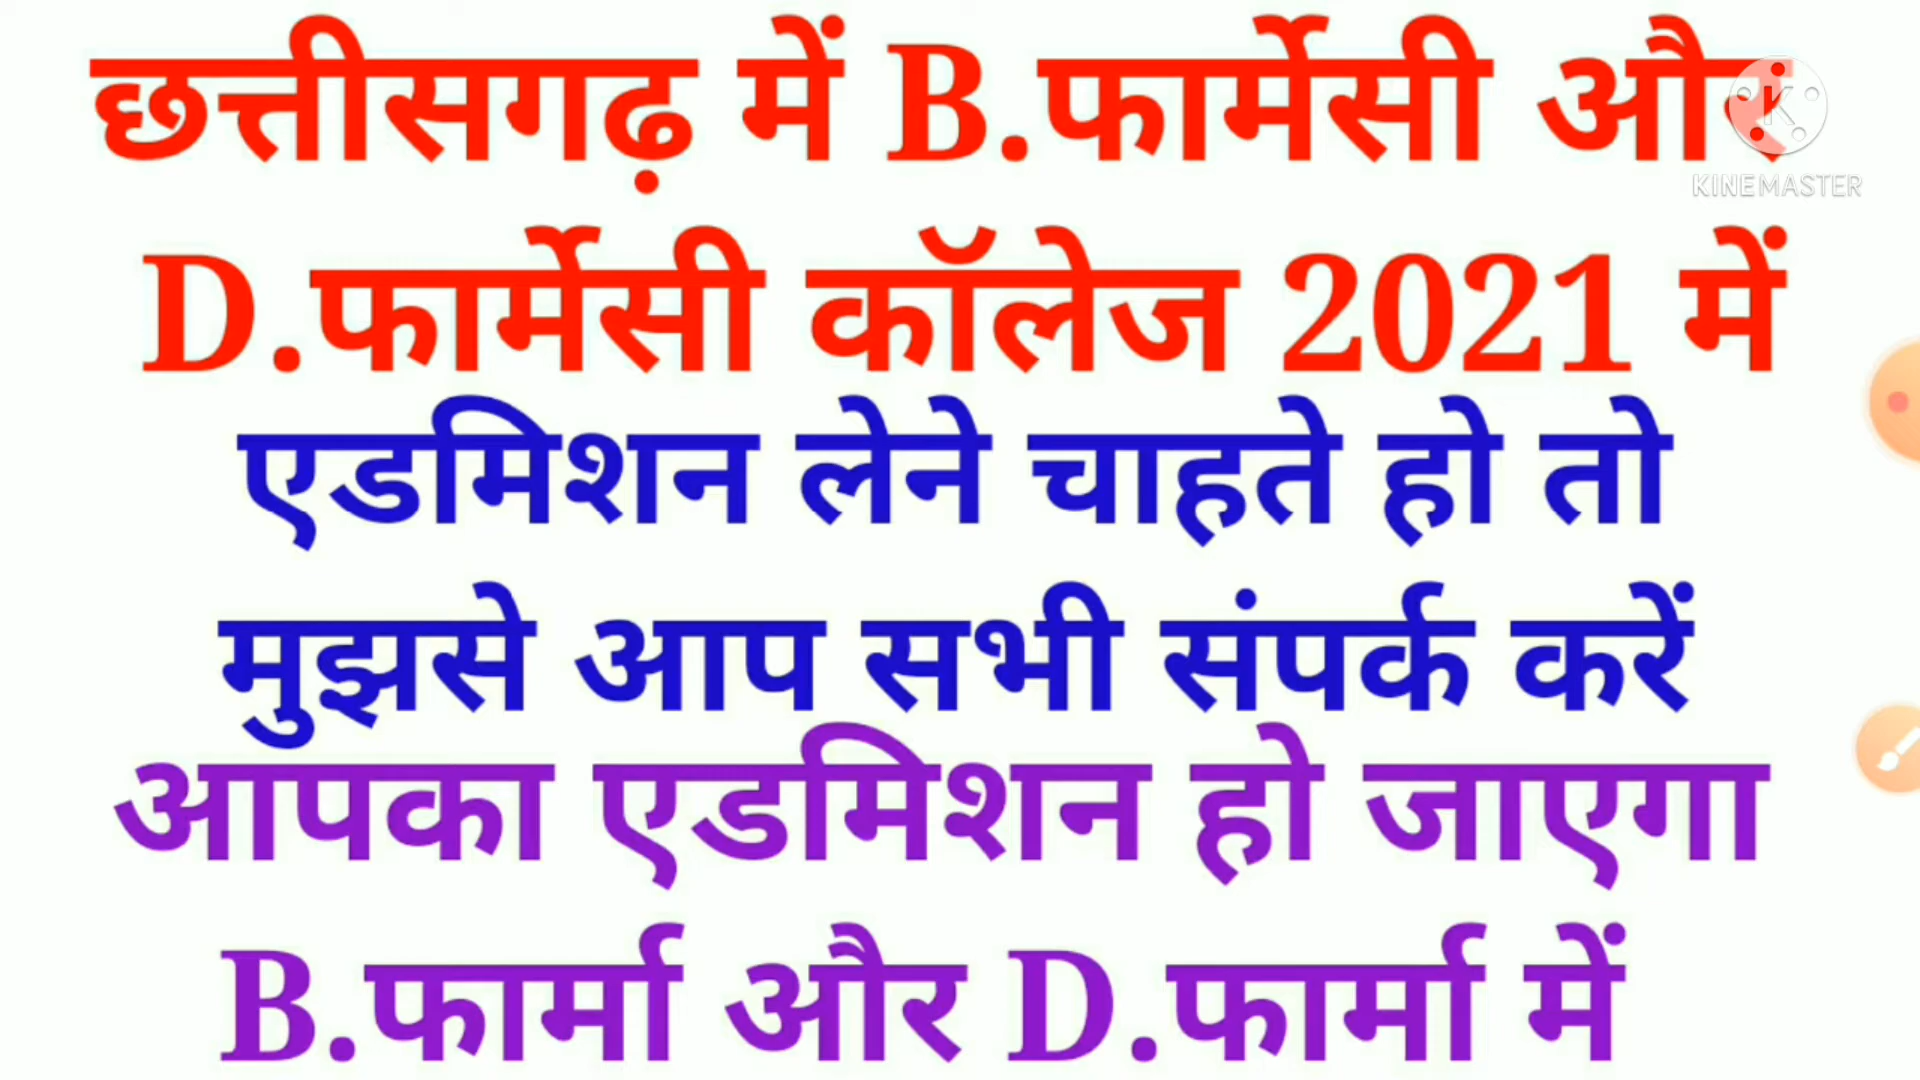 छत्तीसगढ़ में B.फार्मेसी और
KINEMASTER
D.फार्मेसी कॉलेज 2021 में
एडमिशन लेने चाहते हो तो
मुझसे आप सभी संपर्क करें
आपका एडमिशन हो जाएगा
B.फार्मा और D.फार्मा में